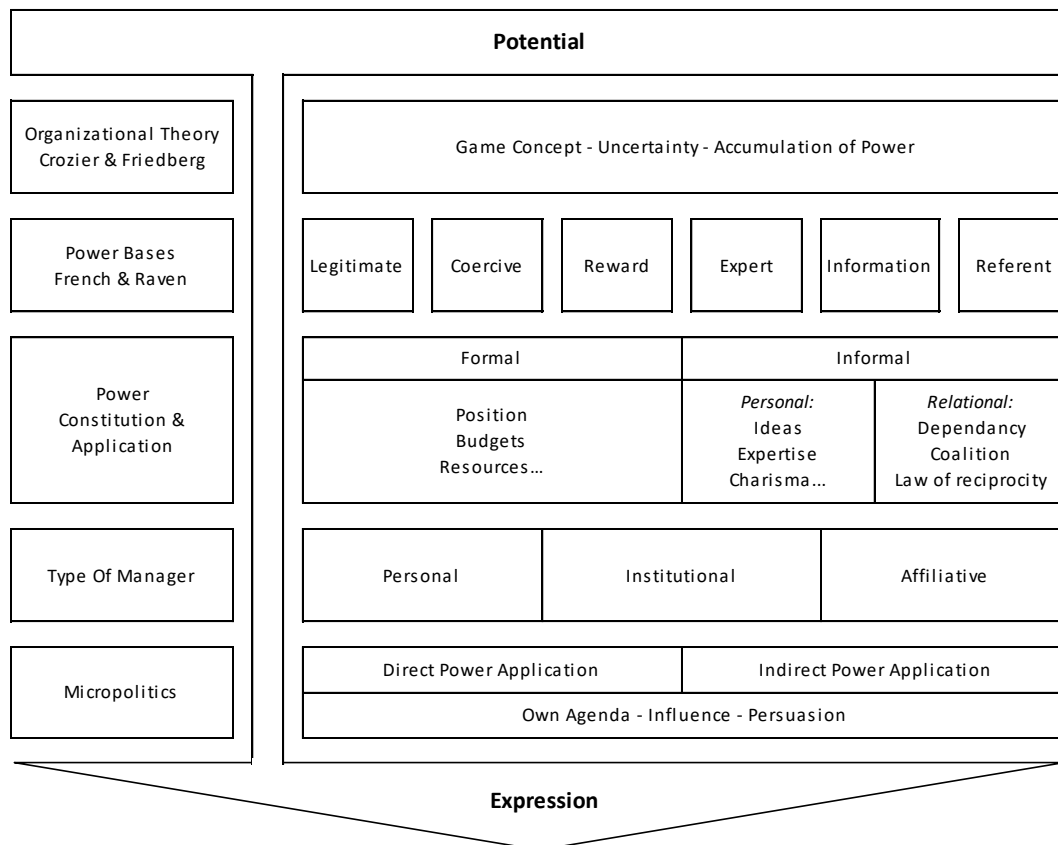 Potential
Organizational Theory
Crozier & Friedberg
Game Concept - Uncertainty - Accumulation of Power
Power Bases
French & Raven
Legitimate
Coercive
Reward
Expert
Information
Referent
Power
Constitution &
Application
Formal
Informal
Position
Budgets
Resources...
Personal:
Ideas
Expertise
Charisma...
Relational:
Dependancy
Coalition
Law of reciprocity
Type Of Manager
Personal
Institutional
Affiliative
Micropolitics
Direct Power Application
Indirect Power Application
Own Agenda - Influence - Persuasion
Expression